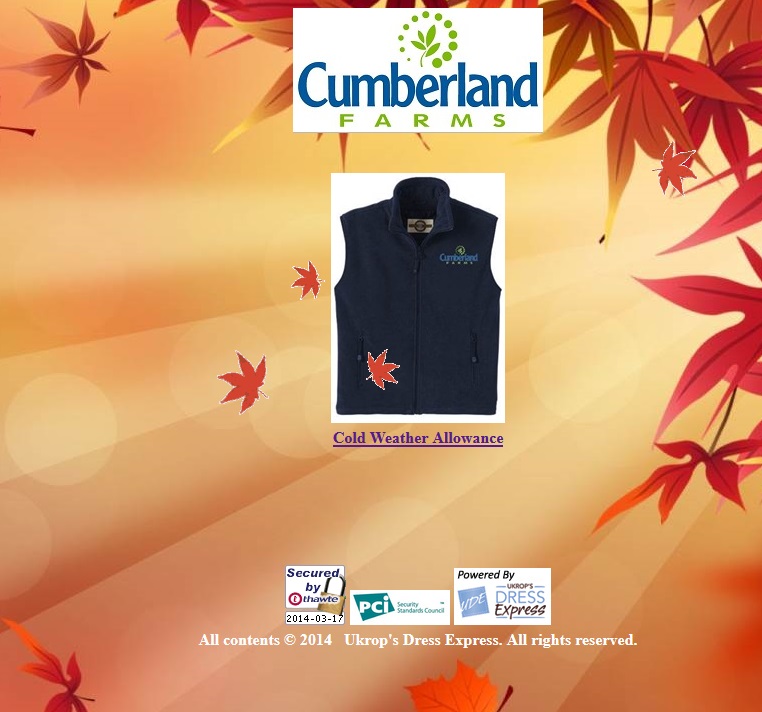 Cumberland
FARMS
Cumberland
FARMS
Cold Weather Allowance
Secured
by
thawte
2014-03-17
PCi Security
Standards Council
Powered By
UKROP'S
UDE DRESS
Express
All contents © 2014 Ukrop's Dress Express. All rights reserved.